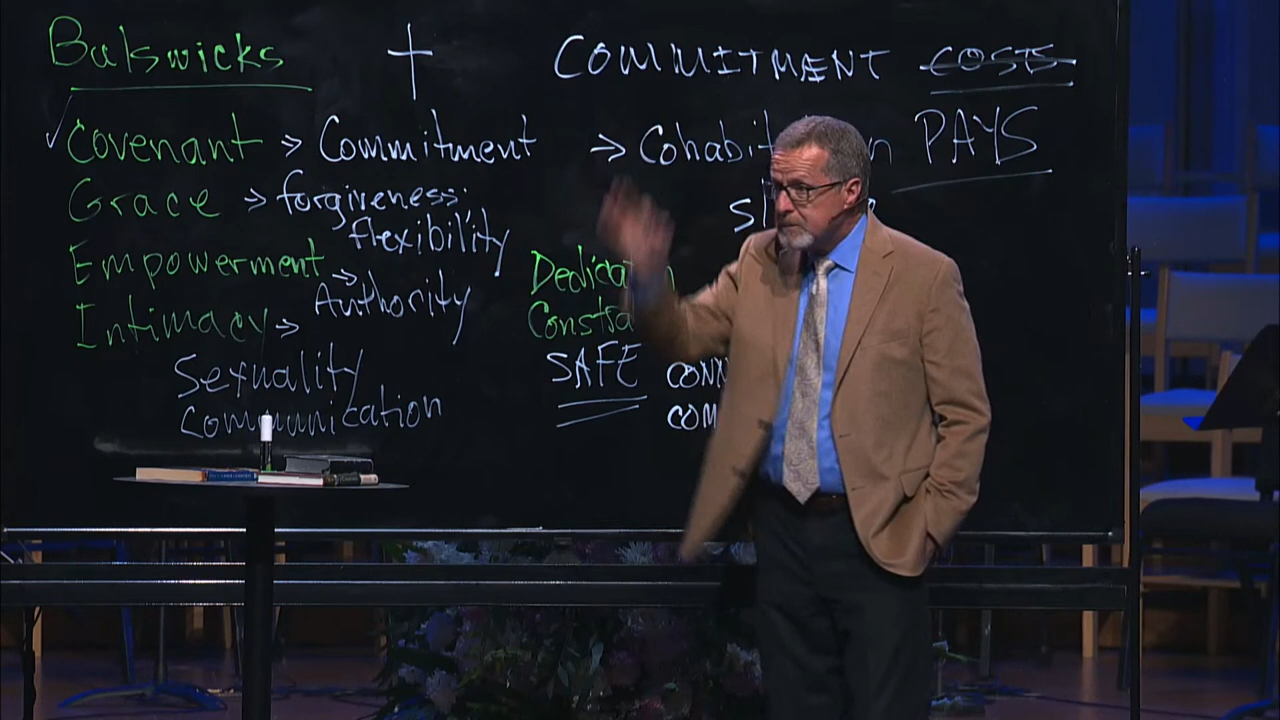 Balswicks † COMMITMENT COSTS
✓ Covenant → Commitment → Cohabit n PAYS
Grace → forgiveness:
flexibility
Empowerment →
Authority
Intimacy →
Sexuality
Communication
SAFE